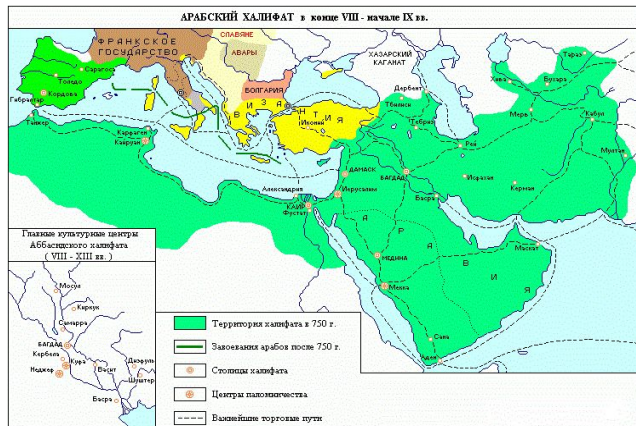 АРАБСКИЙ ХАЛИФАТ в конце VIII - начале IX вв.
ФРАНКСКОЕ
ГОСУДАРСТВО
СЛАВЯНЕ
АВАРЫ
ХАЗАРСКИЙ
КАГАНАТ
БОЛГАРИЯ
ВИЗАНТИЯ
Иконий
Сарагоса
Толедо
Кордова
Гибралтар
Танжер
Карфаген
Кайруан
Дербент
Тбилиси
Тебриз
Рей
Тараз
Хива
Бухара
Мерв
Кабул
Мултан
ДАМАСК
БАГДАД
Исфахан
Керман
Александрия
Иерусалим
Басра
КАИР
Фустат
АРАВИЯ
Маскат
МЕДИНА
Мекка
Сана
Аден
Главные культурные центры
Аббасидского халифата
( VIII - XIII вв. )
Мосул
Киркук
Самарра
БАГДАД
Кербела
Куфа
Неджеф
Васит
Дизфуль
Шуштер
Басра
Территория халифата в 750 г.
Завоевания арабов после 750 г.
Столицы халифата
Центры паломничества
Важнейшие торговые пути